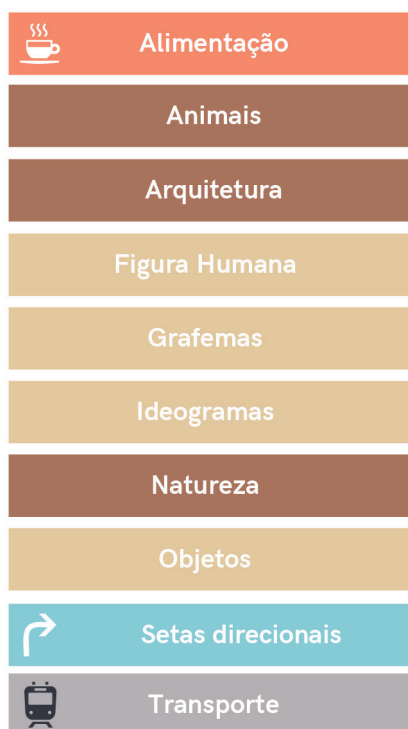 Alimentação
Animais
Arquitetura
Figura Humana
Grafemas
Ideogramas
Natureza
Objetos
Setas direcionais
Transporte